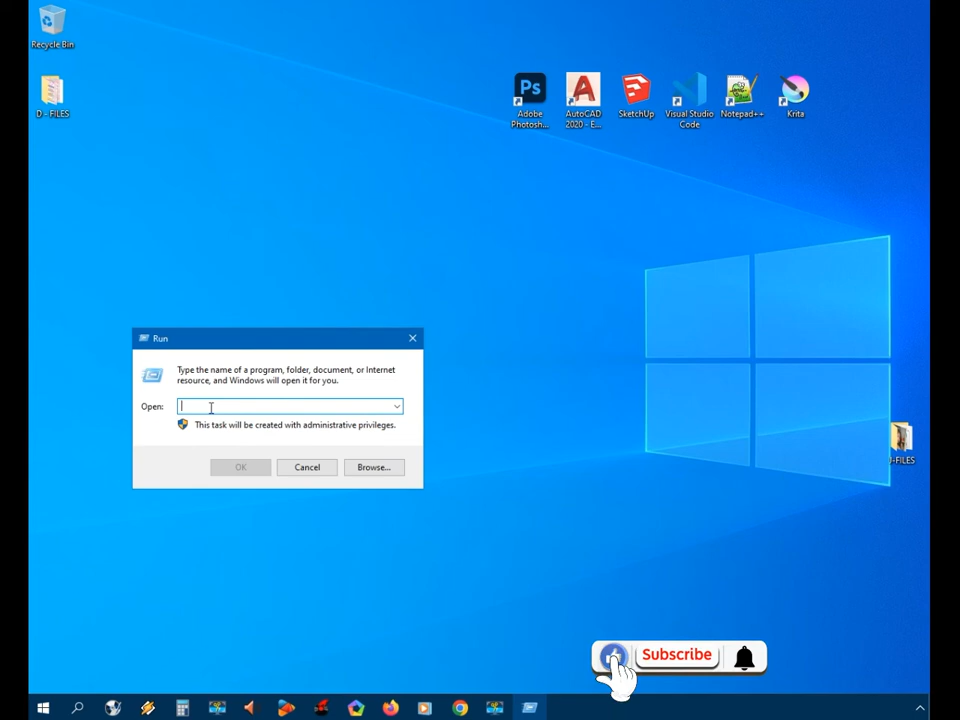 Recycle Bin
D - FILES
Ps
Adobe
Photosh...
AutoCAD
2020 - E...
SketchUp
Visual Studio
Code
Notepad++
Krita
Run
Type the name of a program, folder, document, or Internet
resource, and Windows will open it for you.
Open:
This task will be created with administrative privileges.
OK
Cancel
Browse...
-FILES
Subscribe